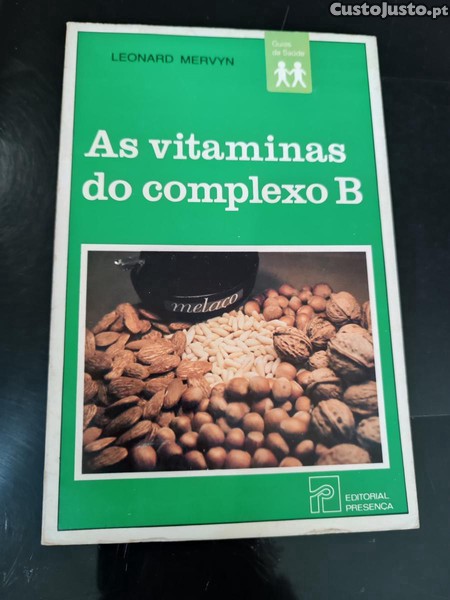 CustoJusto.pt
LEONARD MERVYN
Guias
de Saúde
As vitaminas
do complexo B
melaço
EDITORIAL
PRESENÇA